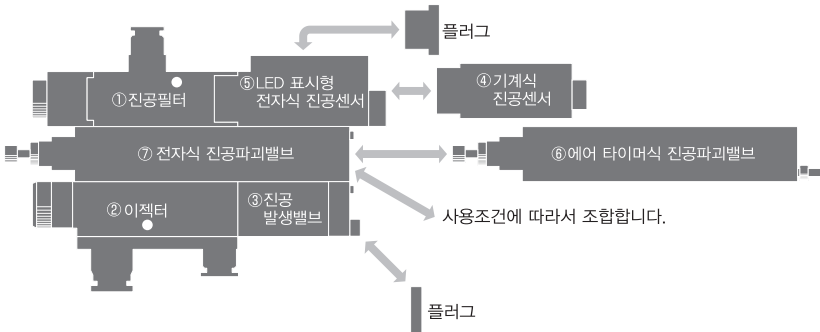 플러그
⑤LED 표시형
전자식 진공센서
④기계식
진공센서
①진공필터
⑦ 전자식 진공파괴밸브
⑥에어 타이머식 진공파괴밸브
②이젝터
③진공
발생밸브
사용조건에 따라서 조합합니다.
플러그